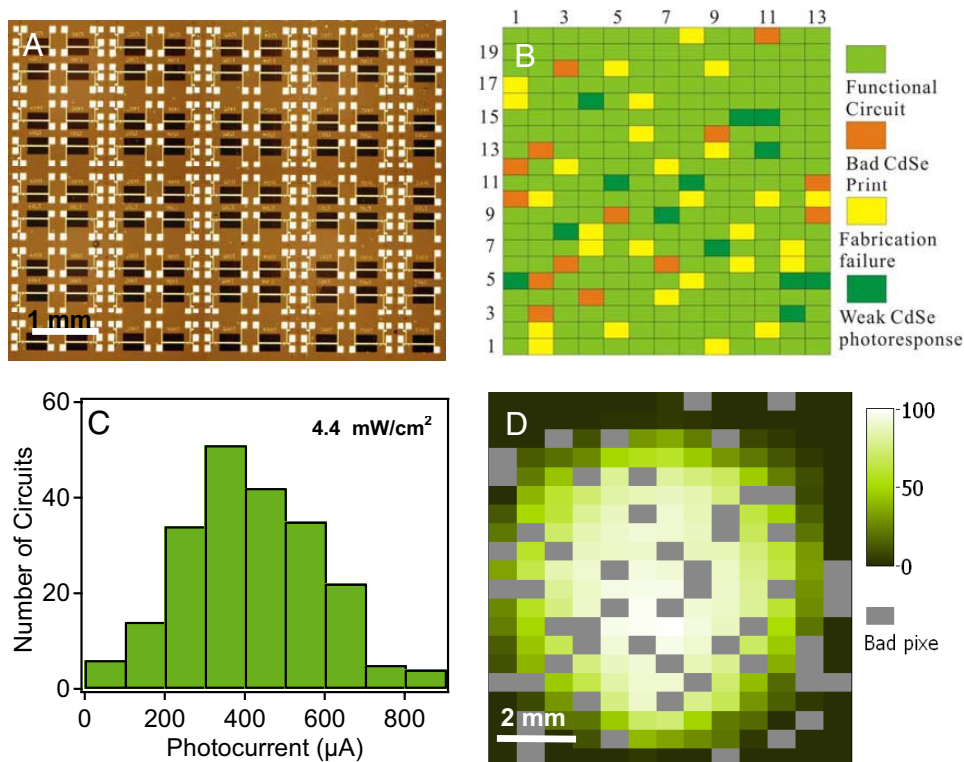 A
1 mm
B
1 3 5 7 9 11 13
19
17
15
13
11
9
7
5
3
1
Functional
Circuit
Bad CdSe
Print
Fabrication
failure
Weak CdSe
photoresponse
C
4.4 mW/cm²
Number of Circuits
60
40
20
0
0 200 400 600 800
Photocurrent (μA)
D
2 mm
100
50
0
Bad pixe